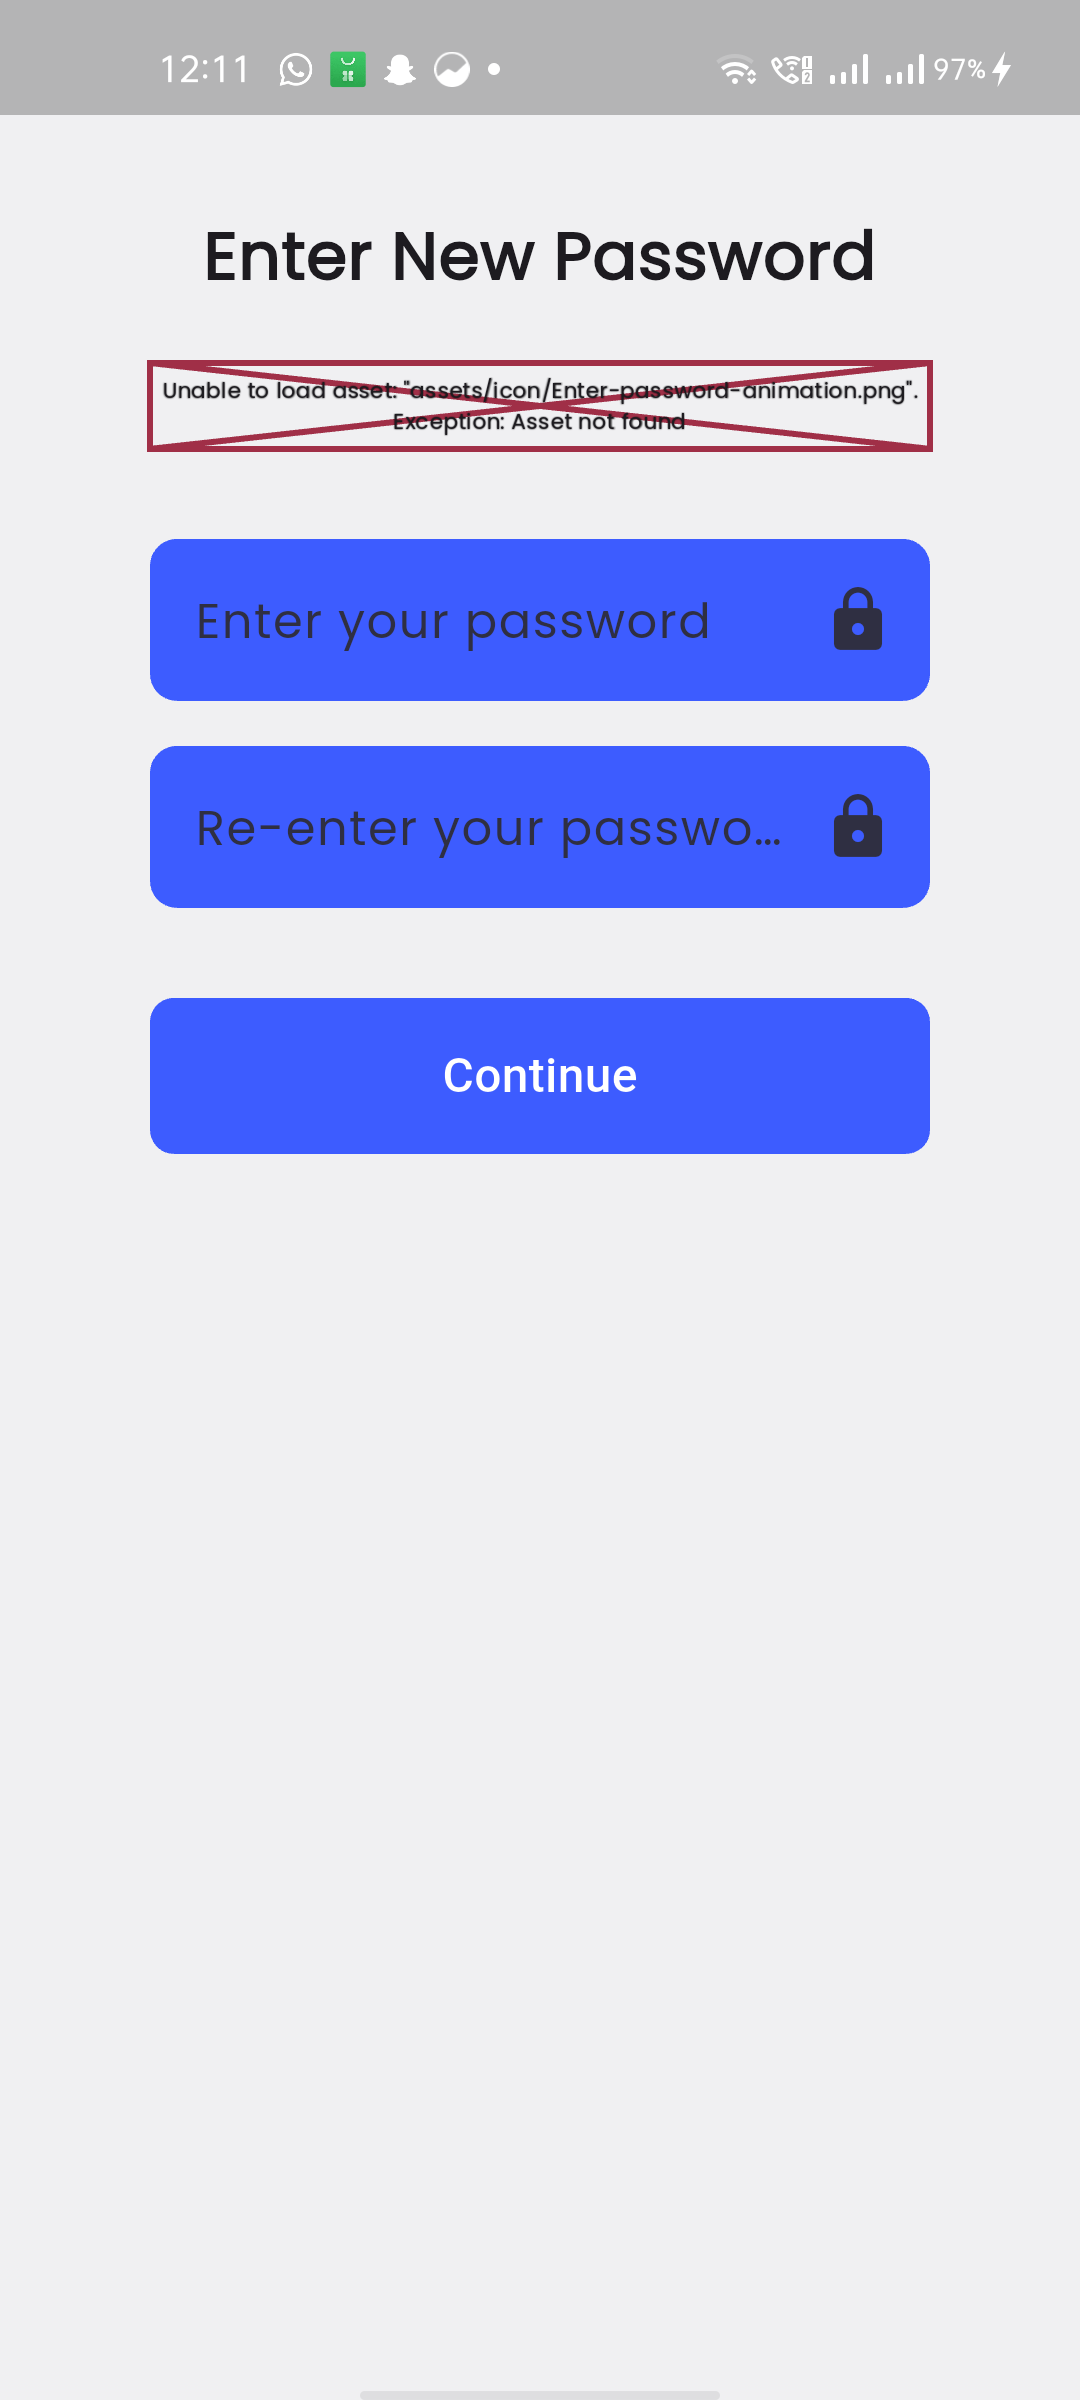 12:11
97%
Enter New Password
Unable to load asset: "assets/icon/Enter-password-animation.png".
Exception: Asset not found
Enter your password
Re-enter your passwo...
Continue